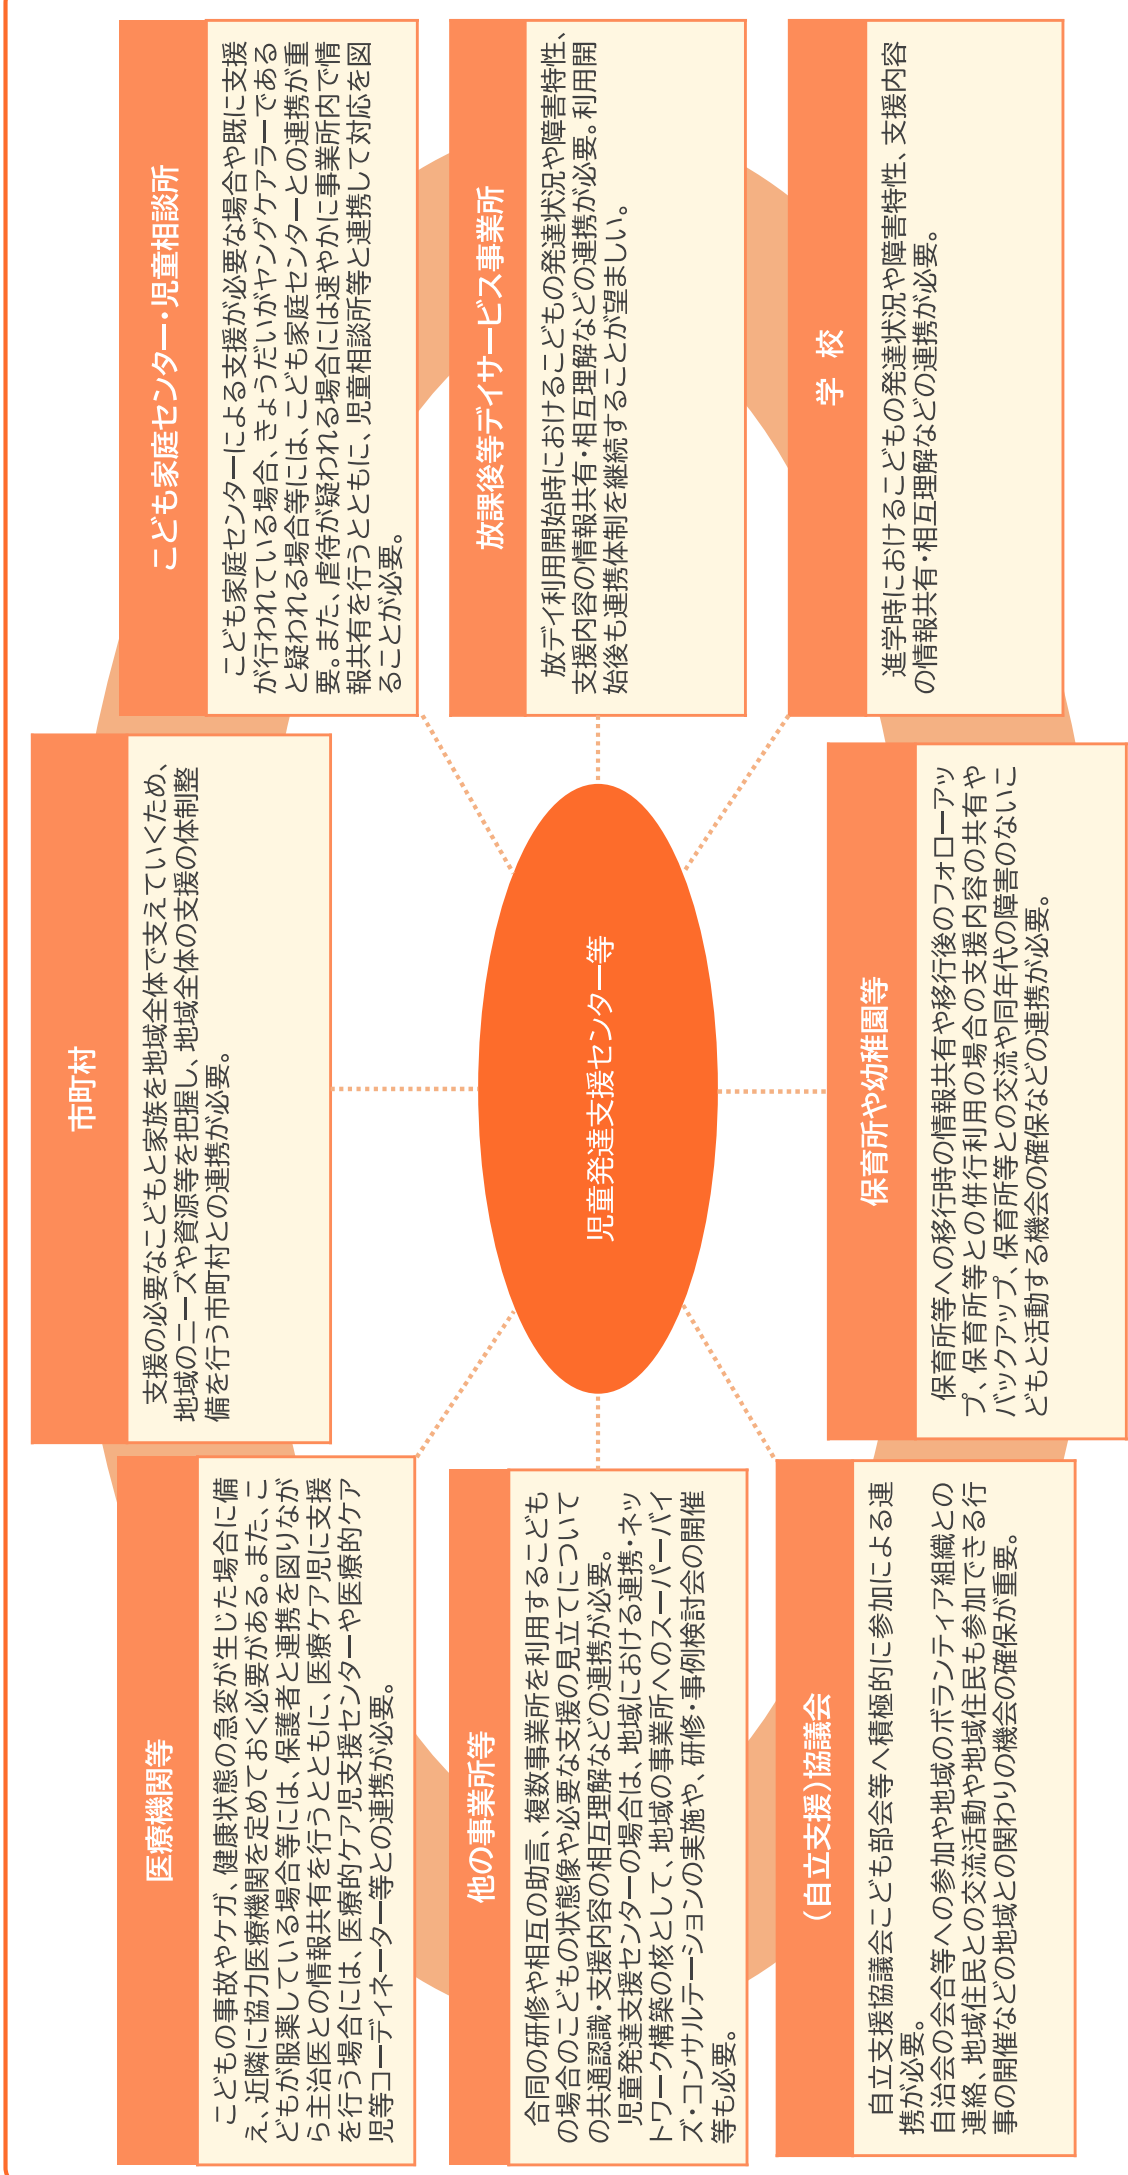 市町村
支援の必要なこどもと家族を地域全体で支えていくため、
地域のニーズや資源等を把握し、地域全体の支援の体制整
備を行う市町村との連携が必要。
医療機関等
こどもの事故やケガ、健康状態の急変が生じた場合に備
え、近隣に協力医療機関を定めておく必要がある。また、こ
どもが服薬している場合等には、保護者と連携を図りなが
ら主治医との情報共有を行うとともに、医療ケア児に支援
を行う場合には、医療的ケア児支援センターや医療的ケア
児等コーディネーター等との連携が必要。
こども家庭センター・児童相談所
こども家庭センターによる支援が必要な場合や既に支援
が行われている場合、きょうだいがヤングケアラーである
と疑われる場合等には、こども家庭センターとの連携が重
要。また、虐待が疑われる場合には速やかに事業所内で情
報共有を行うとともに、児童相談所等と連携して対応を図
ることが必要。
他の事業所等
合同の研修や相互の助言、複数事業所を利用するこども
の場合のこどもの状態像や必要な支援の見立てについて
の共通認識・支援内容の相互理解などの連携が必要。
児童発達支援センターの場合は、地域における連携・ネッ
トワーク構築の核として、地域の事業所へのスーパーバイ
ズ・コンサルテーションの実施や、研修・事例検討会の開催
等も必要。
児童発達支援センター等
放課後等デイサービス事業所
放デイ利用開始時におけるこどもの発達状況や障害特性、
支援内容の情報共有・相互理解などの連携が必要。利用開
始後も連携体制を継続することが望ましい。
（自立支援）協議会
自立支援協議会こども部会等へ積極的に参加による連
携が必要。
自治会の会合等への参加や地域のボランティア組織との
連絡、地域住民との交流活動や地域住民も参加できる行
事の開催などの地域との関わりの機会の確保が重要。
保育所や幼稚園等
保育所等への移行時の情報共有や移行後のフォローアッ
プ、保育所等との併行利用の場合の支援内容の共有や
バックアップ、保育所等との交流や同年代の障害のないこ
どもと活動する機会の確保などの連携が必要。
学 校
進学時におけるこどもの発達状況や障害特性、支援内容
の情報共有・相互理解などの連携が必要。